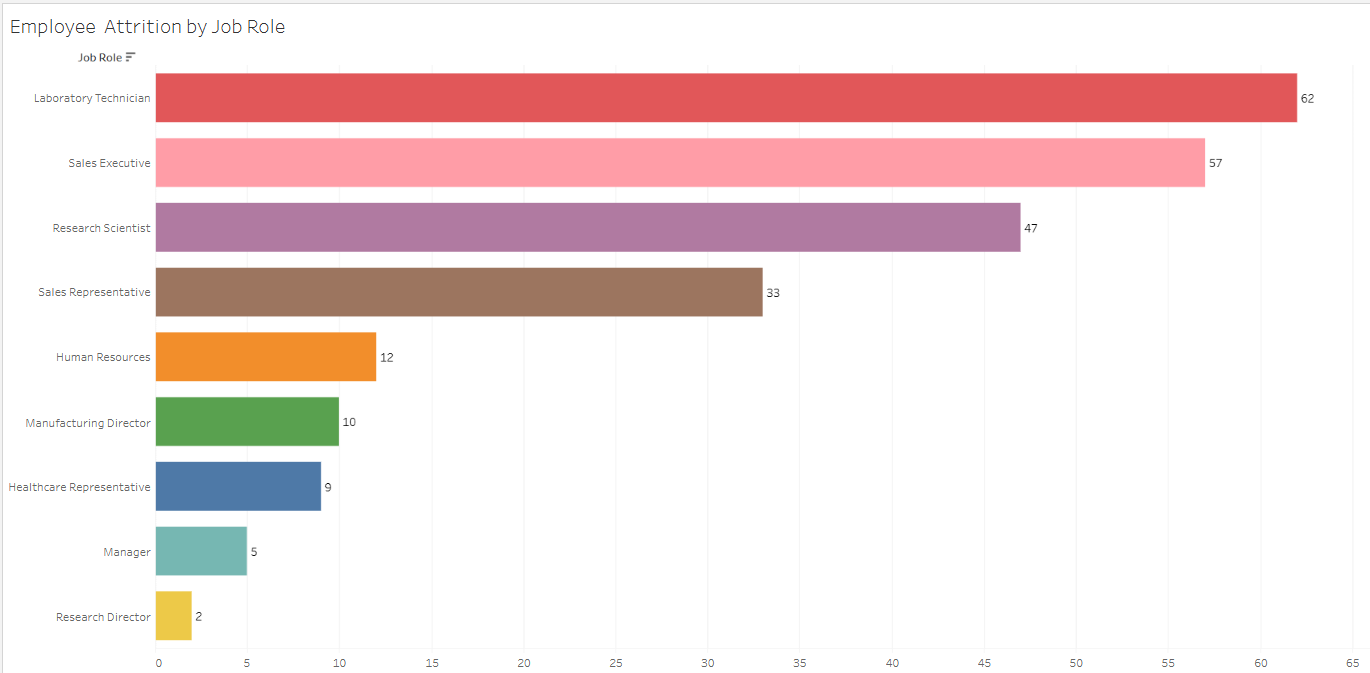 Employee  Attrition by Job Role
Job Role
Laboratory Technician 62
Sales Executive 57
Research Scientist 47
Sales Representative 33
Human Resources 12
Manufacturing Director 10
Healthcare Representative 9
Manager 5
Research Director 2
0 5 10 15 20 25 30 35 40 45 50 55 60 65